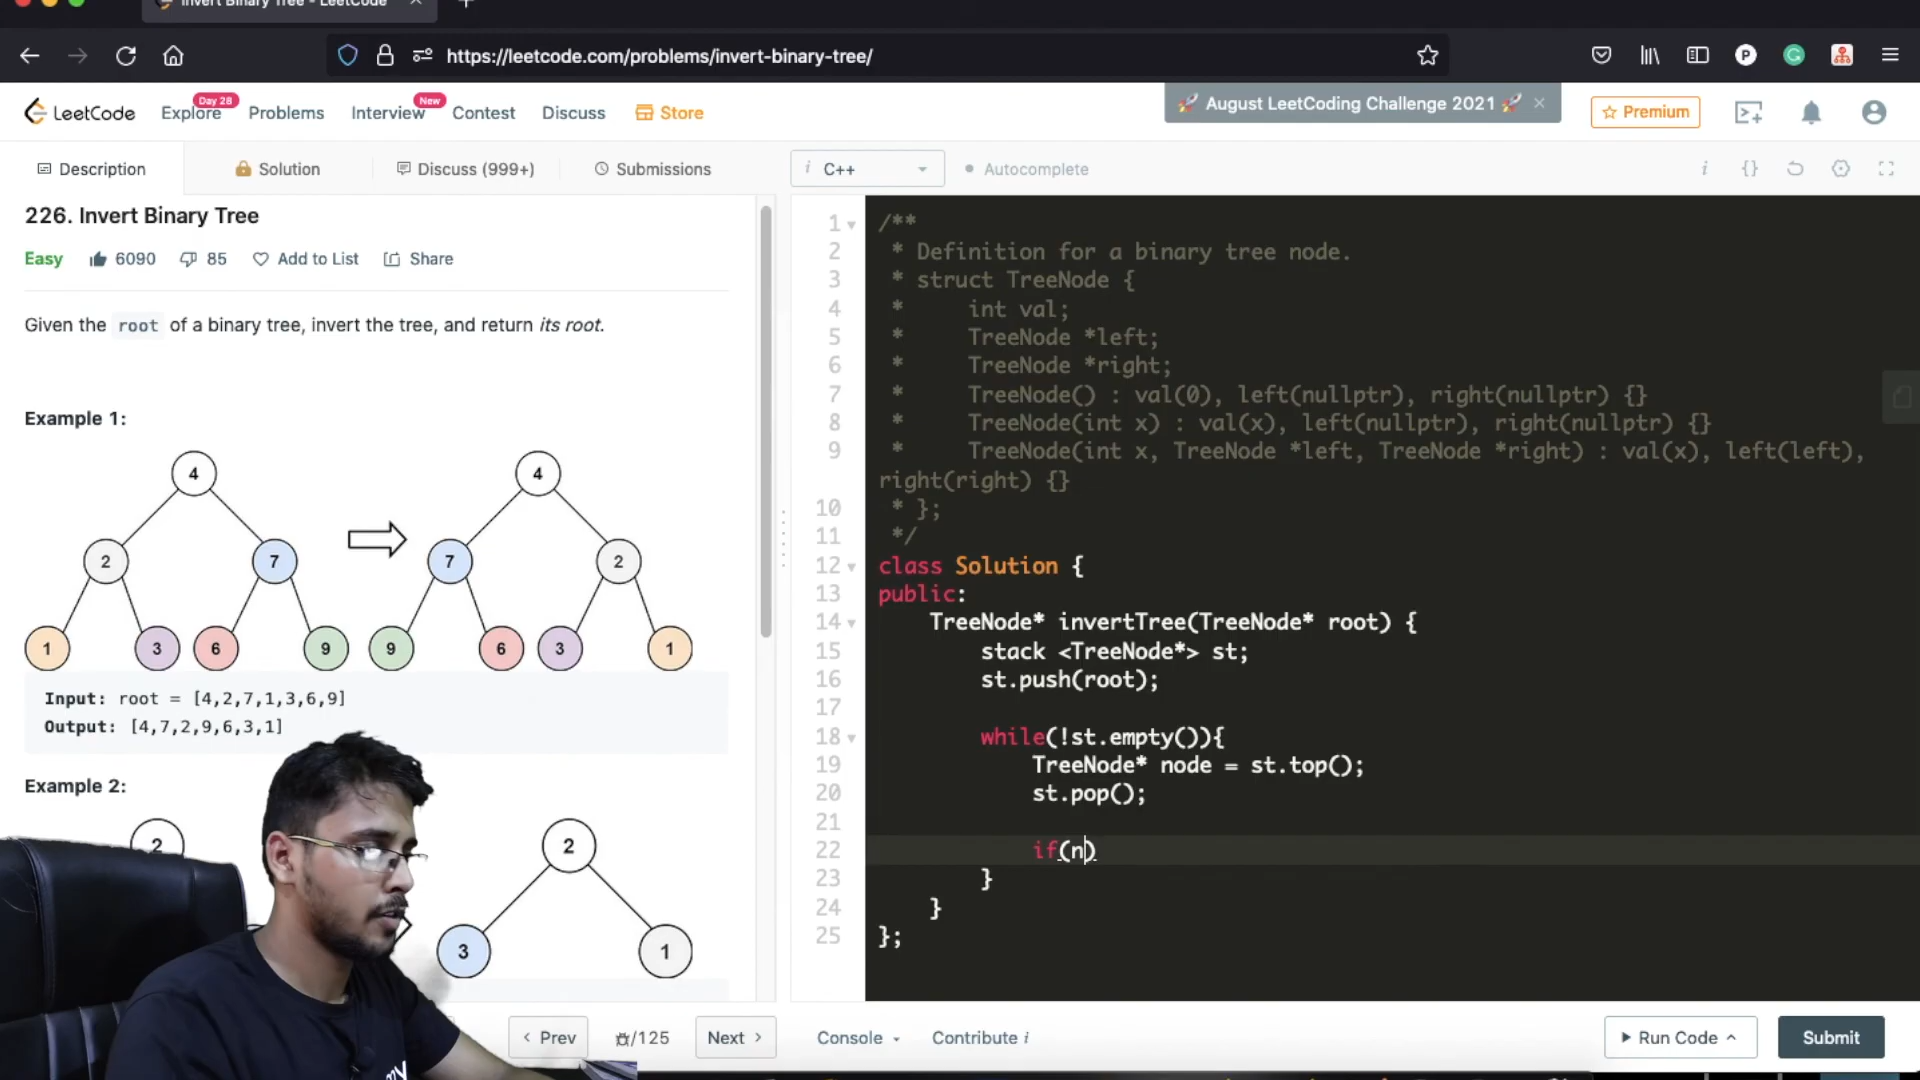 Invert Binary Tree - LeetCode
https://leetcode.com/problems/invert-binary-tree/
P
LeetCode
Explore
Day 28
Problems
Interview
New
Contest
Discuss
Store
🚀 August LeetCoding Challenge 2021 🚀 ×
Premium
Description
Solution
Discuss (999+)
Submissions
i C++
Autocomplete
226. Invert Binary Tree
Easy 6090 85 Add to List Share
Given the root of a binary tree, invert the tree, and return its root.
Example 1:
4 4
2 7 7 2
1 3 6 9 9 6 3 1
Input: root = [4,2,7,1,3,6,9]
Output: [4,7,2,9,6,3,1]
Example 2:
2 2
3 1
1 /**
2 * Definition for a binary tree node.
3 * struct TreeNode {
4 * int val;
5 * TreeNode *left;
6 * TreeNode *right;
7 * TreeNode() : val(0), left(nullptr), right(nullptr) {}
8 * TreeNode(int x) : val(x), left(nullptr), right(nullptr) {}
9 * TreeNode(int x, TreeNode *left, TreeNode *right) : val(x), left(left),
right(right) {}
10 * };
11 */
12 class Solution {
13 public:
14 TreeNode* invertTree(TreeNode* root) {
15 stack <TreeNode*> st;
16 st.push(root);
17
18 while(!st.empty()){
19 TreeNode* node = st.top();
20 st.pop();
21
22 if(n)
23 }
24 }
25 };
‹ Prev
/125
Next ›
Console
Contribute i
Run Code
Submit